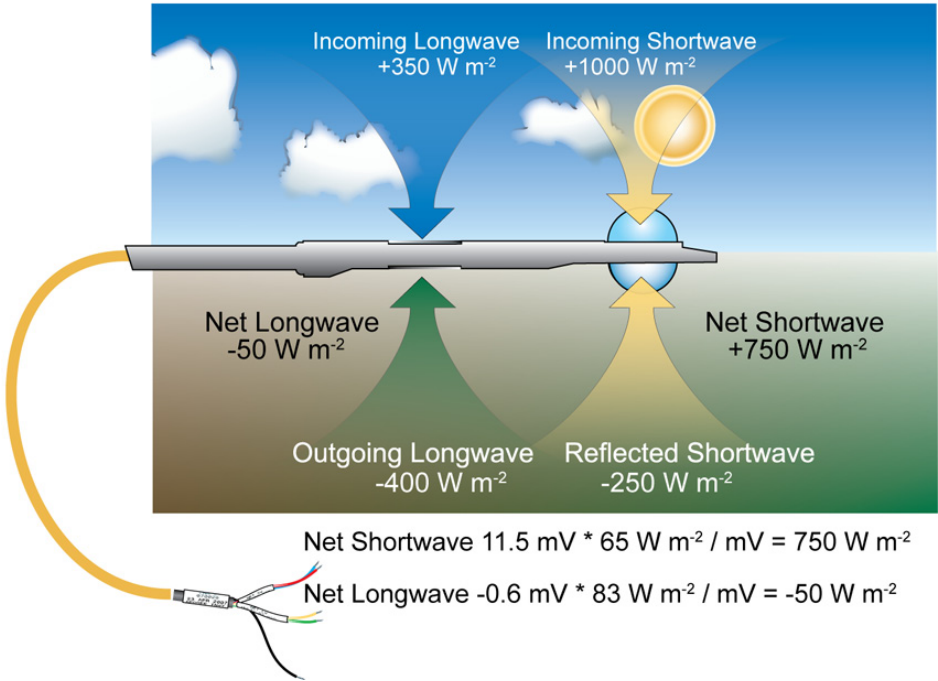 Incoming Longwave
+350 W m⁻²
Incoming Shortwave
+1000 W m⁻²
Net Longwave
-50 W m⁻²
Net Shortwave
+750 W m⁻²
Outgoing Longwave
-400 W m⁻²
Reflected Shortwave
-250 W m⁻²
Net Shortwave 11.5 mV * 65 W m⁻² / mV = 750 W m⁻²
Net Longwave -0.6 mV * 83 W m⁻² / mV = -50 W m⁻²